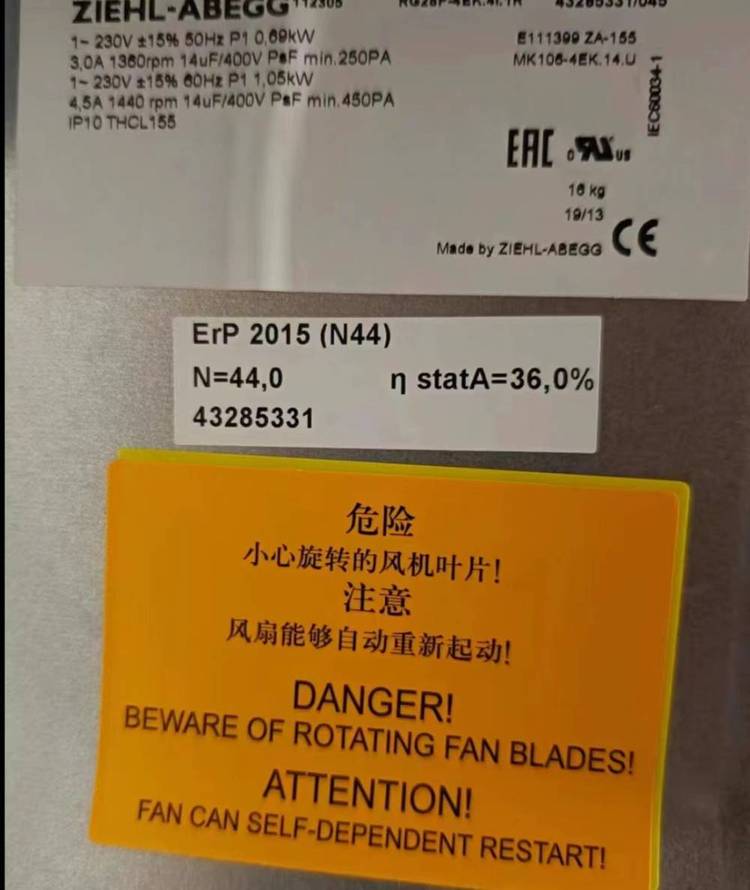 ZIEHL-ABEGG 112305 43285331/045
1~ 230V ±15% 50Hz P1 0,69kW
3,0A 1360rpm 14uF/400V PsF min.250PA
1~ 230V ±15% 60Hz P1 1,05kW
4,5A 1440 rpm 14uF/400V PsF min.450PA
IP10 THCL155
E111399 ZA-155
MK106-4EK.14.U
IEC60034-1
EAC
c RU US
16 kg
19/13
Made by ZIEHL-ABEGG CE
ErP 2015 (N44)
N=44,0 η statA=36,0%
43285331
危险
小心旋转的风机叶片!
注意
风扇能够自动重新起动!
DANGER!
BEWARE OF ROTATING FAN BLADES!
ATTENTION!
FAN CAN SELF-DEPENDENT RESTART!